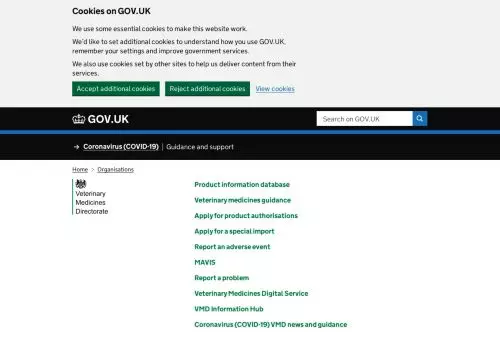 Cookies on GOV.UK
We use some essential cookies to make this website work.
We'd like to set additional cookies to understand how you use GOV.UK,
remember your settings and improve government services.
We also use cookies set by other sites to help us deliver content from their
services.
Accept additional cookies Reject additional cookies View cookies
GOV.UK Search on GOV.UK
→ Coronavirus (COVID-19) | Guidance and support
Home > Organisations
Veterinary
Medicines
Directorate
Product information database
Veterinary medicines guidance
Apply for product authorisations
Apply for a special import
Report an adverse event
MAVIS
Report a problem
Veterinary Medicines Digital Service
VMD Information Hub
Coronavirus (COVID-19) VMD news and guidance